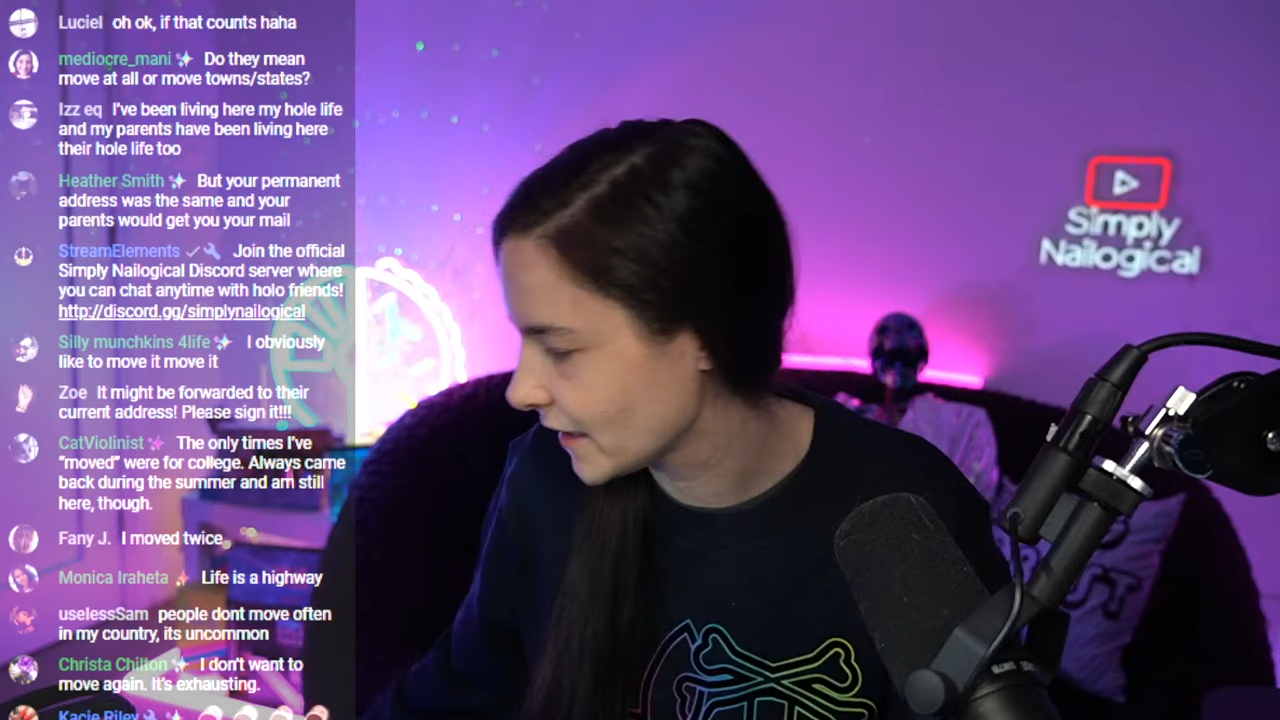 Luciel oh ok, if that counts haha
mediocre_mani Do they mean
move at all or move towns/states?
Izz eq I've been living here my hole life
and my parents have been living here
their hole life too
Heather Smith But your permanent
address was the same and your
parents would get you your mail
StreamElements Join the official
Simply Nailogical Discord server where
you can chat anytime with holo friends!
http://discord.gg/simplynailogical
Silly munchkins 4life I obviously
like to move it move it
Zoe It might be forwarded to their
current address! Please sign it!!!
CatViolinist The only times I've
"moved" were for college. Always came
back during the summer and am still
here, though.
Fany J. I moved twice
Monica Iraheta Life is a highway
uselessSam people dont move often
in my country, its uncommon
Christa Chilton I don't want to
move again. It's exhausting.
Kacie Riley
Simply
Nailogical